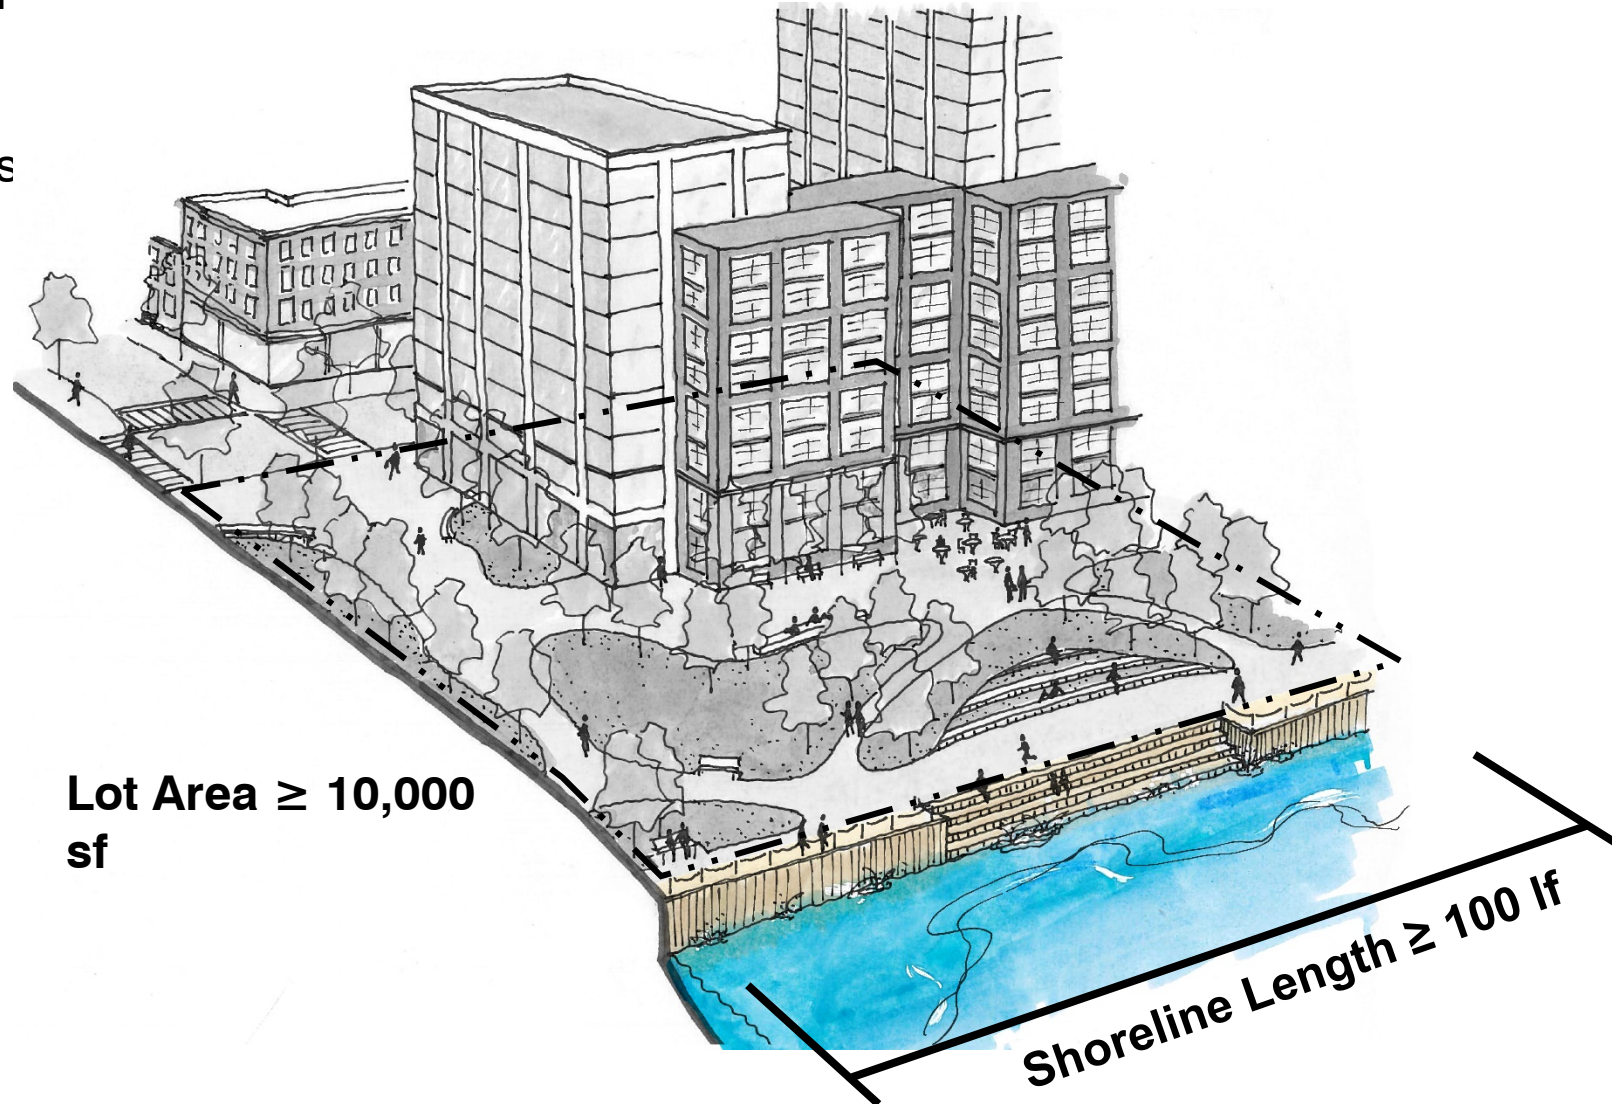 s
Lot Area ≥ 10,000
sf
Shoreline Length ≥ 100 lf